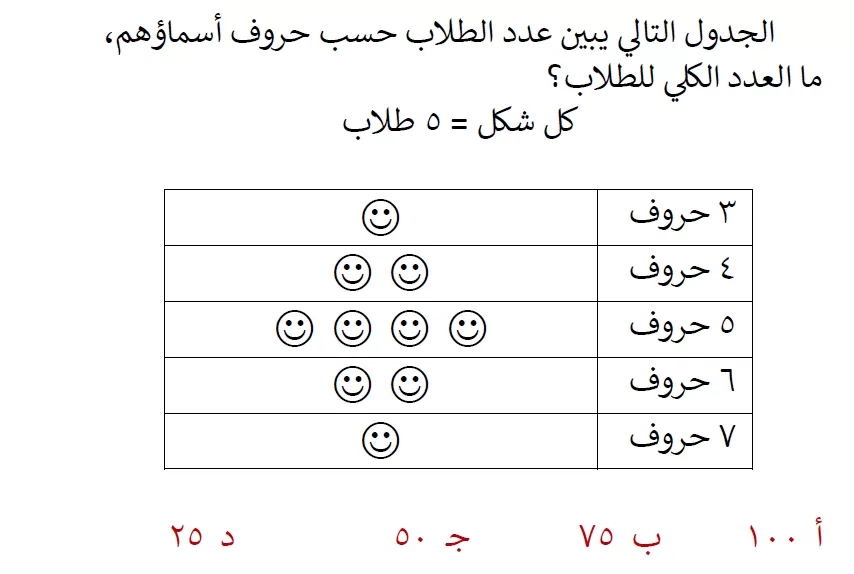 الجدول التالي يبين عدد الطلاب حسب حروف أسماؤهم،
ما العدد الكلي للطلاب؟
كل شكل = ٥ طلاب
٣ حروف
٤ حروف
٥ حروف
٦ حروف
٧ حروف
أ ١٠٠ ب ٧٥ جـ ٥٠ د ٢٥